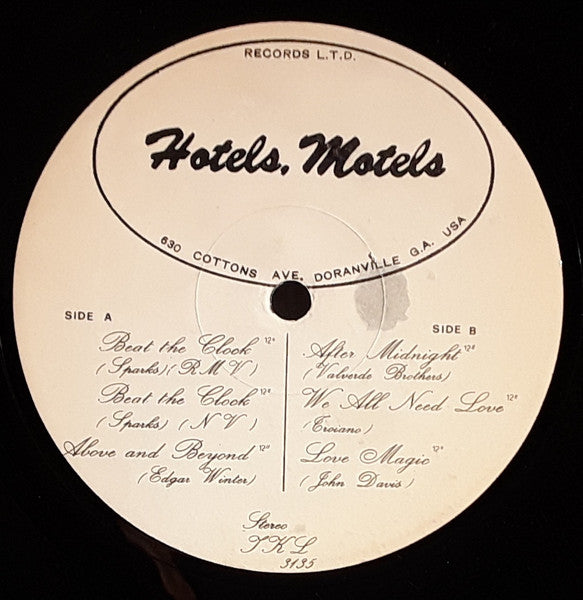 RECORDS L.T.D.
Hotels, Motels
630 COTTONS AVE. DORANVILLE G.A. USA
SIDE A
Beat the Clock 12"
(Sparks) (RMV)
Beat the Clock 12"
(Sparks) (NV)
Above and Beyond 12"
(Edgar Winter)
SIDE B
After Midnight 12"
(Valverde Brothers)
We All Need Love 12"
(Troiano)
Love Magic 12"
(John Davis)
Stereo
TKL
3135